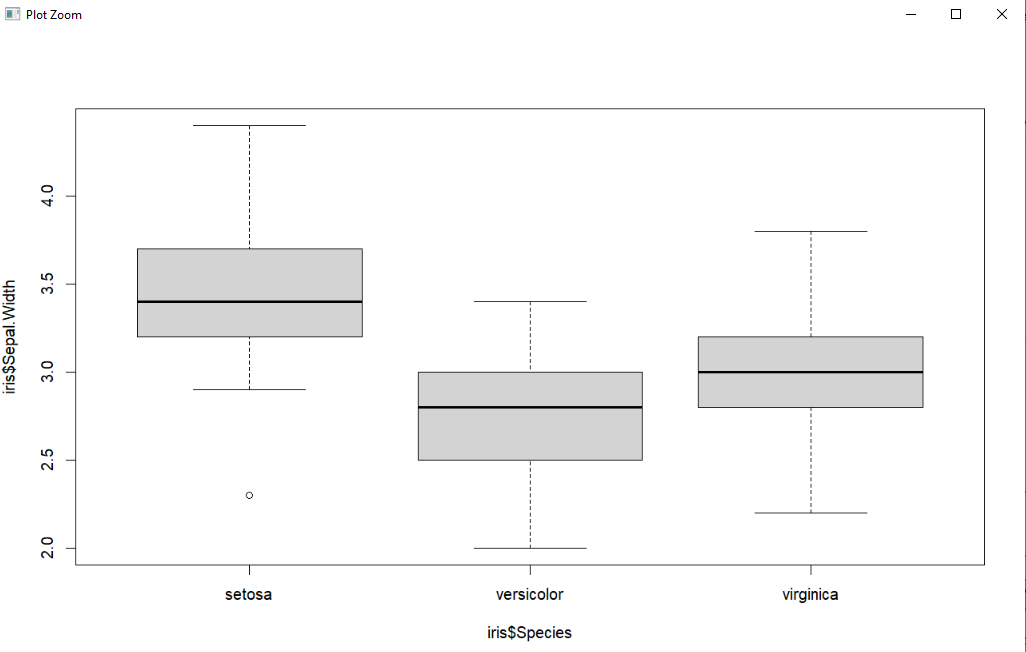 Plot Zoom
iris$Sepal.Width
4.0
3.5
3.0
2.5
2.0
setosa versicolor virginica
iris$Species